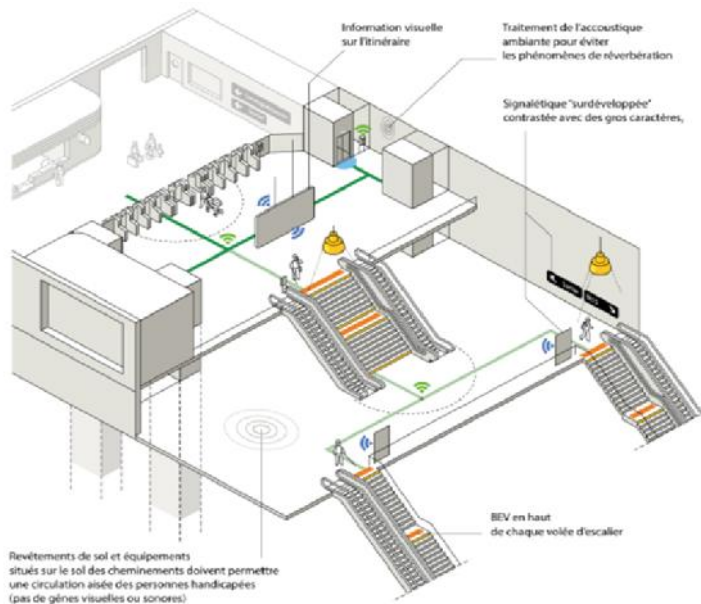 Information visuelle
sur l'itinéraire
Traitement de l'accoustique
ambiante pour éviter
les phénomènes de réverbération
Signalétique "surdéveloppée"
contrastée avec des gros caractères,
BEV en haut
de chaque volée d'escalier
Revêtements de sol et équipements
situés sur le sol des cheminements doivent permettre
une circulation aisée des personnes handicapées
(pas de gênes visuelles ou sonores)